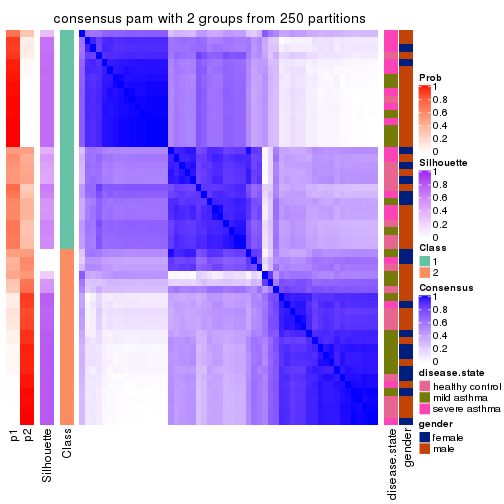 consensus pam with 2 groups from 250 partitions
Prob
1
0.8
0.6
0.4
0.2
0
Silhouette
1
0.8
0.6
0.4
0.2
0
Class
1
2
Consensus
1
0.8
0.6
0.4
0.2
0
disease.state
healthy control
mild asthma
severe asthma
gender
female
male
p1
p2
Silhouette
Class
disease.state
gender